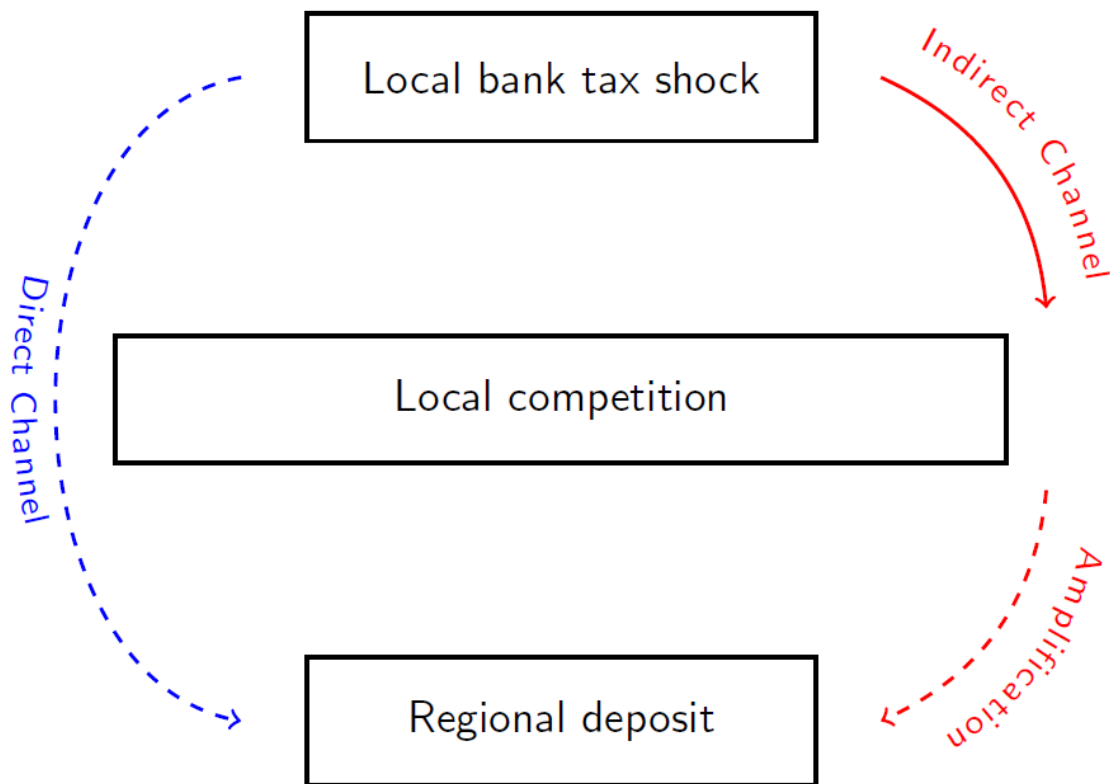 Local bank tax shock
Indirect Channel
Direct Channel
Local competition
Amplification
Regional deposit